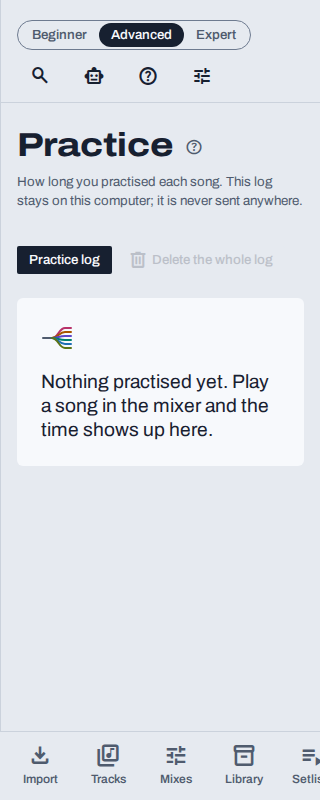 Beginner Advanced Expert
Practice
How long you practised each song. This log
stays on this computer; it is never sent anywhere.
Practice log Delete the whole log
Nothing practised yet. Play
a song in the mixer and the
time shows up here.
Import Tracks Mixes Library Setlis